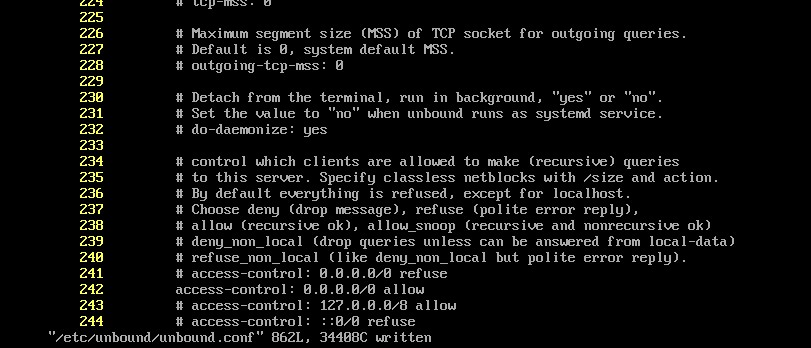 224 # tcp-mss: 0
225
226 # Maximum segment size (MSS) of TCP socket for outgoing queries.
227 # Default is 0, system default MSS.
228 # outgoing-tcp-mss: 0
229
230 # Detach from the terminal, run in background, "yes" or "no".
231 # Set the value to "no" when unbound runs as systemd service.
232 # do-daemonize: yes
233
234 # control which clients are allowed to make (recursive) queries
235 # to this server. Specify classless netblocks with /size and action.
236 # By default everything is refused, except for localhost.
237 # Choose deny (drop message), refuse (polite error reply),
238 # allow (recursive ok), allow_snoop (recursive and nonrecursive ok)
239 # deny_non_local (drop queries unless can be answered from local-data)
240 # refuse_non_local (like deny_non_local but polite error reply).
241 # access-control: 0.0.0.0/0 refuse
242 access-control: 0.0.0.0/0 allow
243 # access-control: 127.0.0.0/8 allow
244 # access-control: ::0/0 refuse
"/etc/unbound/unbound.conf" 862L, 34408C written